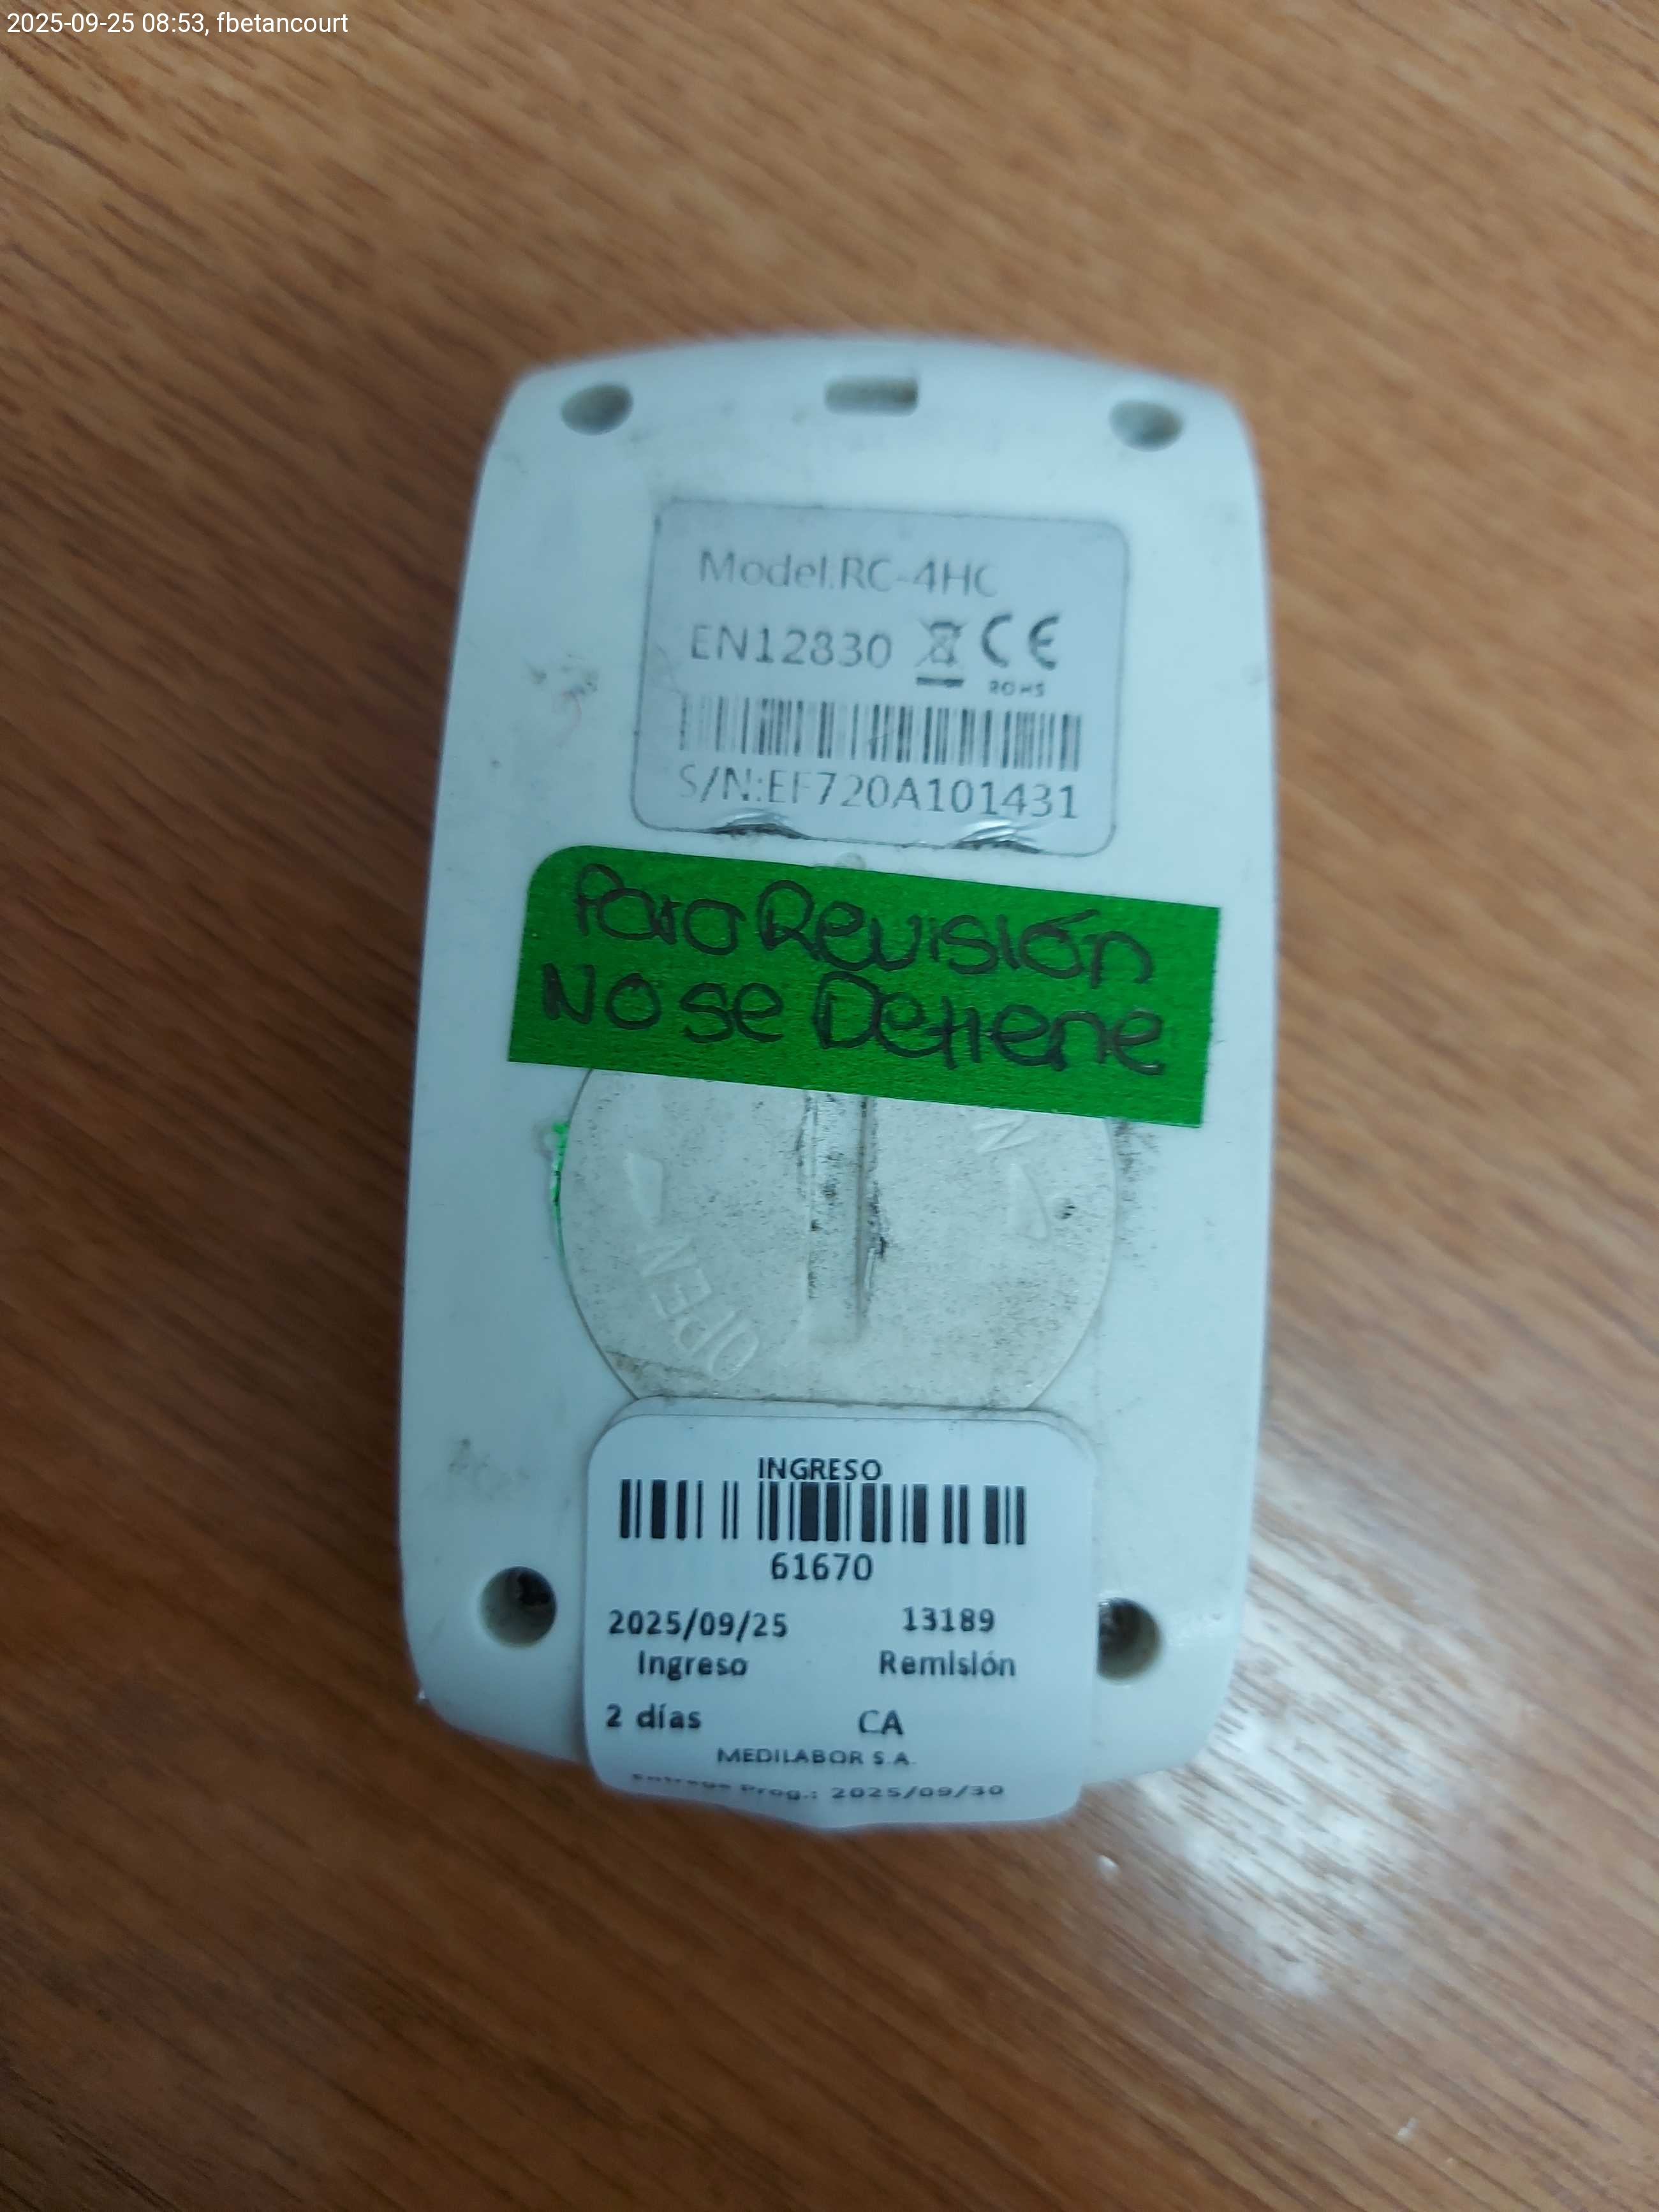 2025-09-25 08:53, fbetancourt
Model:RC-4HC
EN12830 CE
ROHS
S/N:EF720A101431
Para Revisión
No se Detiene
OPEN
INGRESO
61670
2025/09/25 13189
Ingreso Remisión
2 días CA
MEDILABOR S.A.
Entrega Prog.: 2025/09/30